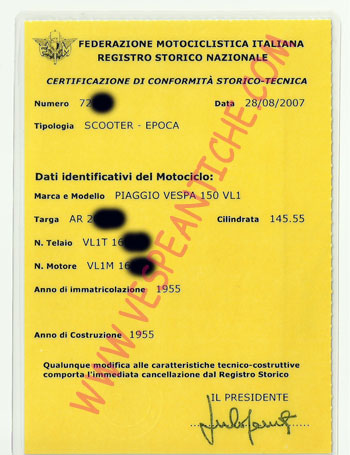 FEDERAZIONE MOTOCICLISTICA ITALIANA
REGISTRO STORICO NAZIONALE
CERTIFICAZIONE DI CONFORMITÀ STORICO-TECNICA
Numero 72 Data 28/08/2007
Tipologia SCOOTER - EPOCA
Dati identificativi del Motociclo:
Marca e Modello PIAGGIO VESPA 150 VL1
Targa AR 2 Cilindrata 145.55
N. Telaio VL1T 16
N. Motore VL1M 16
Anno di immatricolazione 1955
Anno di Costruzione 1955
Qualunque modifica alle caratteristiche tecnico-costruttive
comporta l'immediata cancellazione dal Registro Storico
IL PRESIDENTE
WWW.VESPEANTICHE.COM